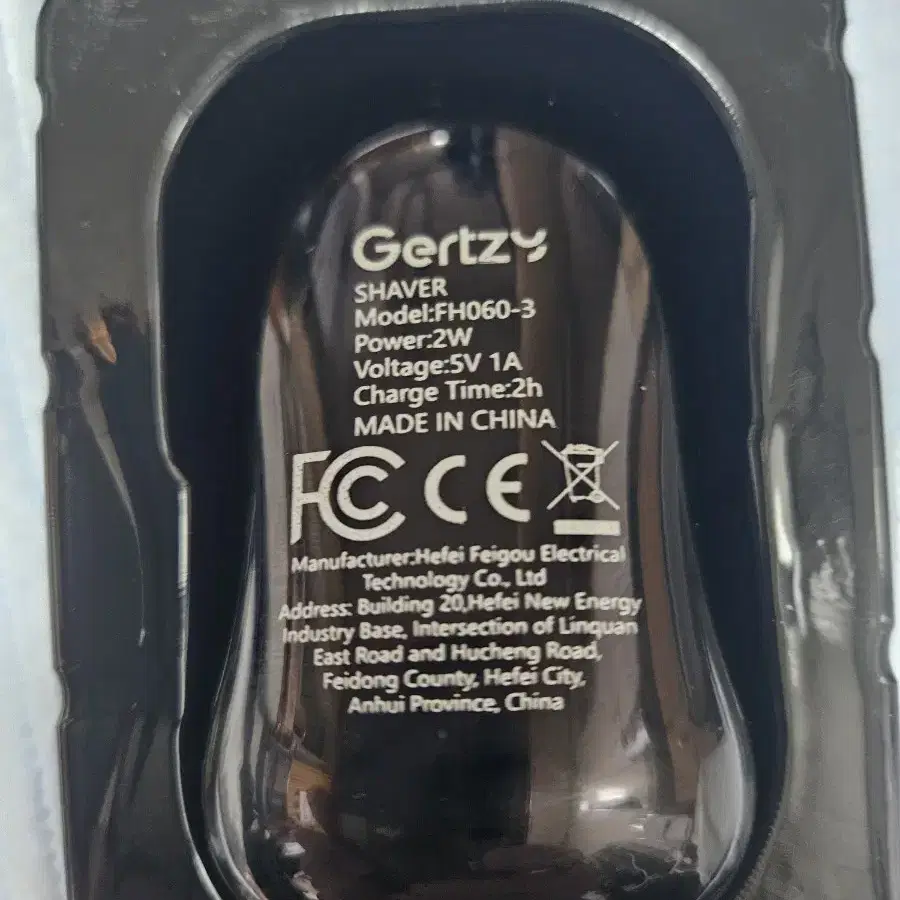 Gertzy
SHAVER
Model:FH060-3
Power:2W
Voltage:5V 1A
Charge Time:2h
MADE IN CHINA
FC CE
Manufacturer:Hefei Feigou Electrical
Technology Co., Ltd
Address: Building 20,Hefei New Energy
Industry Base, Intersection of Linquan
East Road and Hucheng Road,
Feidong County, Hefei City,
Anhui Province, China